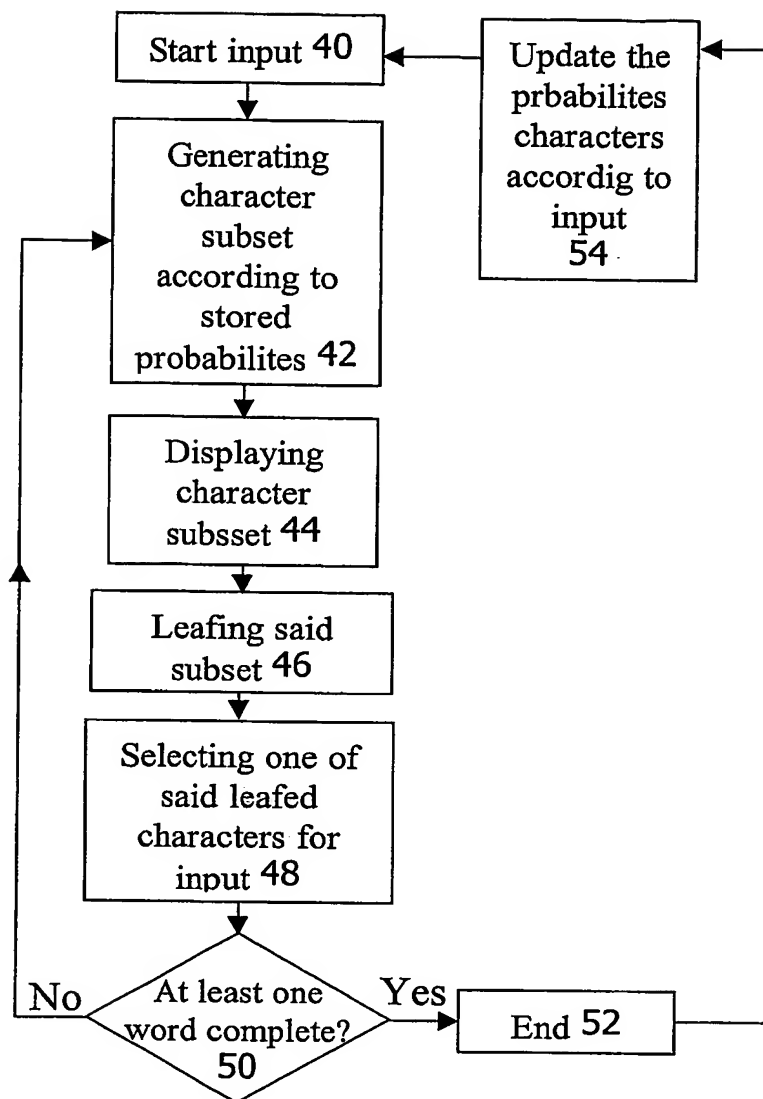 Start input 40
Update the
prbabilites
characters
accordig to
input
54
Generating
character
subset
according to
stored
probabilites 42
Displaying
character
subsset 44
Leafing said
subset 46
Selecting one of
said leafed
characters for
input 48
No
At least one
word complete?
50
Yes
End 52